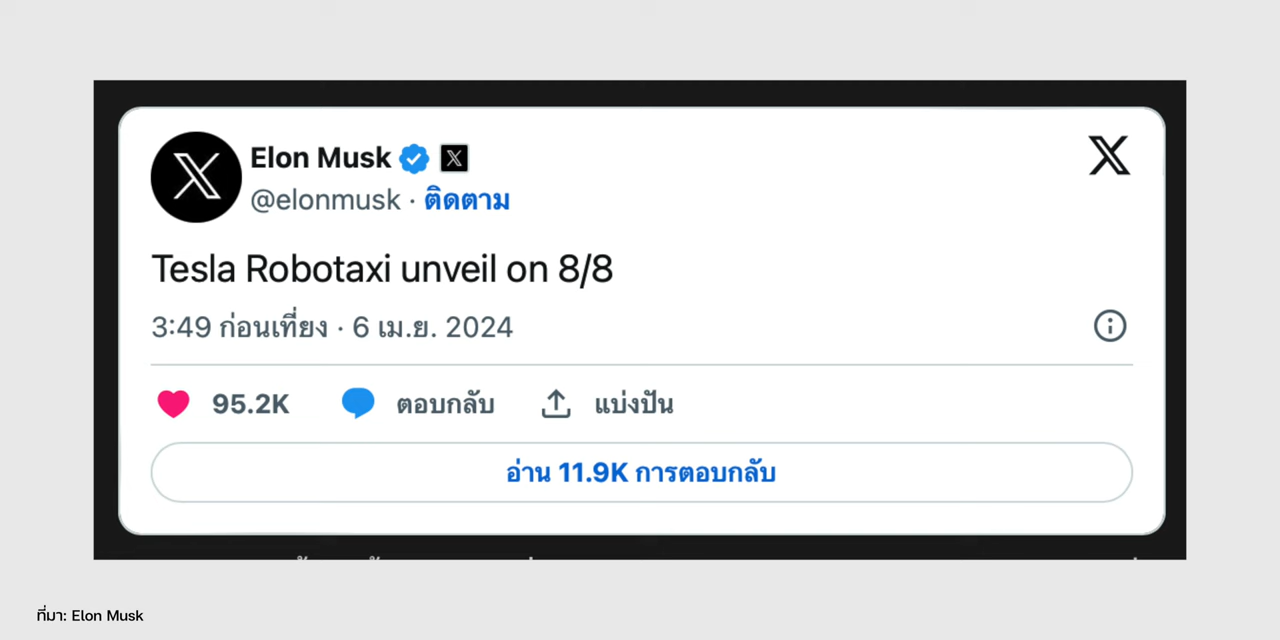 Elon Musk
@elonmusk · ติดตาม
Tesla Robotaxi unveil on 8/8
3:49 ก่อนเที่ยง · 6 เม.ย. 2024
95.2K ตอบกลับ แบ่งปัน
อ่าน 11.9K การตอบกลับ
ที่มา: Elon Musk